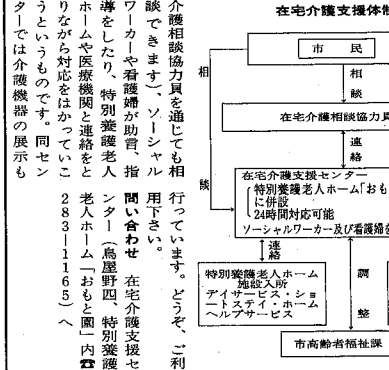 介護相談協力員を通じても相
談できます）、ソーシャル
ワーカーや看護婦が助言、指
導をしたり、特別養護老人
ホームや医療機関と連絡をと
りながら対応をはかっていこ
うというものです。同セン
ターでは介護機器の展示も
行っています。どうぞ、ご利
用下さい。
問い合わせ 在宅介護支援セ
ンター（鳥屋野四、特別養護
老人ホーム「おもと園」内☎
283―1165）へ
在宅介護支援体制
市民
相談
相談
在宅介護相談協力員
連絡
在宅介護支援センター
特別養護老人ホーム「おも
に併設
24時間対応可能
ソーシャルワーカー及び看護婦
連絡
調整
特別養護老人ホーム
施設入所
デイサービス・ショ
ートステイ・ホーム
ヘルプサービス
市高齢者福祉課